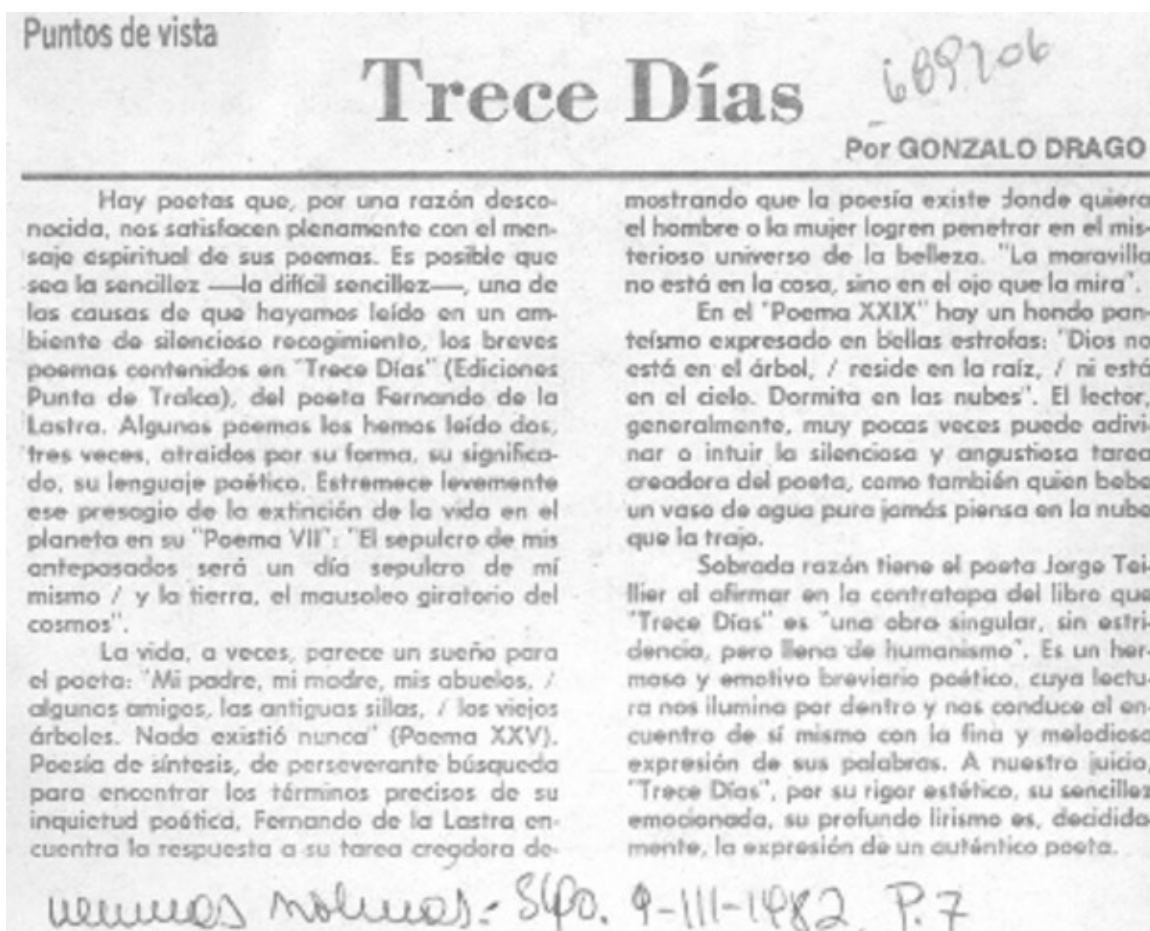 Puntos de vista
Trece Días
689206
Por GONZALO DRAGO
Hay poetas que, por una razón desco-
nocida, nos satisfacen plenamente con el men-
saje espiritual de sus poemas. Es posible que
sea la sencillez —la difícil sencillez—, una de
las causas de que hayamos leído en un am-
biente de silencioso recogimiento, los breves
poemas contenidos en "Trece Días" (Ediciones
Punta de Tralca), del poeta Fernando de la
Lastra. Algunos poemas los hemos leído dos,
tres veces, atraidos por su forma, su significa-
do, su lenguaje poético. Estremece levemente
ese presagio de la extinción de la vida en el
planeta en su "Poema VII": "El sepulcro de mis
antepasados será un día sepulcro de mí
mismo / y la tierra, el mausoleo giratorio del
cosmos".
La vida, a veces, parece un sueño para
el poeta: "Mi padre, mi madre, mis abuelos, /
algunos amigos, las antiguas sillas, / los viejos
árboles. Nada existió nunca" (Poema XXV).
Poesía de síntesis, de perseverante búsqueda
para encontrar los términos precisos de su
inquietud poética, Fernando de la Lastra en-
cuentra la respuesta a su tarea creadora de-
mostrando que la poesía existe donde quiera
el hombre o la mujer logren penetrar en el mis-
terioso universo de la belleza. "La maravilla
no está en la cosa, sino en el ojo que la mira".
En el "Poema XXIX" hay un hondo pan-
teísmo expresado en bellas estrofas: "Dios no
está en el árbol, / reside en la raíz, / ni está
en el cielo. Dormita en las nubes". El lector,
generalmente, muy pocas veces puede adivi-
nar o intuir la silenciosa y angustiosa tarea
creadora del poeta, como también quien bebe
un vaso de agua pura jamás piensa en la nube
que la trajo.
Sobrada razón tiene el poeta Jorge Tei-
llier al afirmar en la contratapa del libro que
"Trece Días" es "una obra singular, sin estri-
dencia, pero llena de humanismo". Es un her-
moso y emotivo breviario poético, cuya lectu-
ra nos ilumina por dentro y nos conduce al en-
cuentro de sí mismo con la fina y melodiosa
expresión de sus palabras. A nuestro juicio,
"Trece Días", por su rigor estético, su sencillez
emocionada, su profundo lirismo es, decidida-
mente, la expresión de un auténtico poeta.
Stgo. 9-III-1982 P. 7